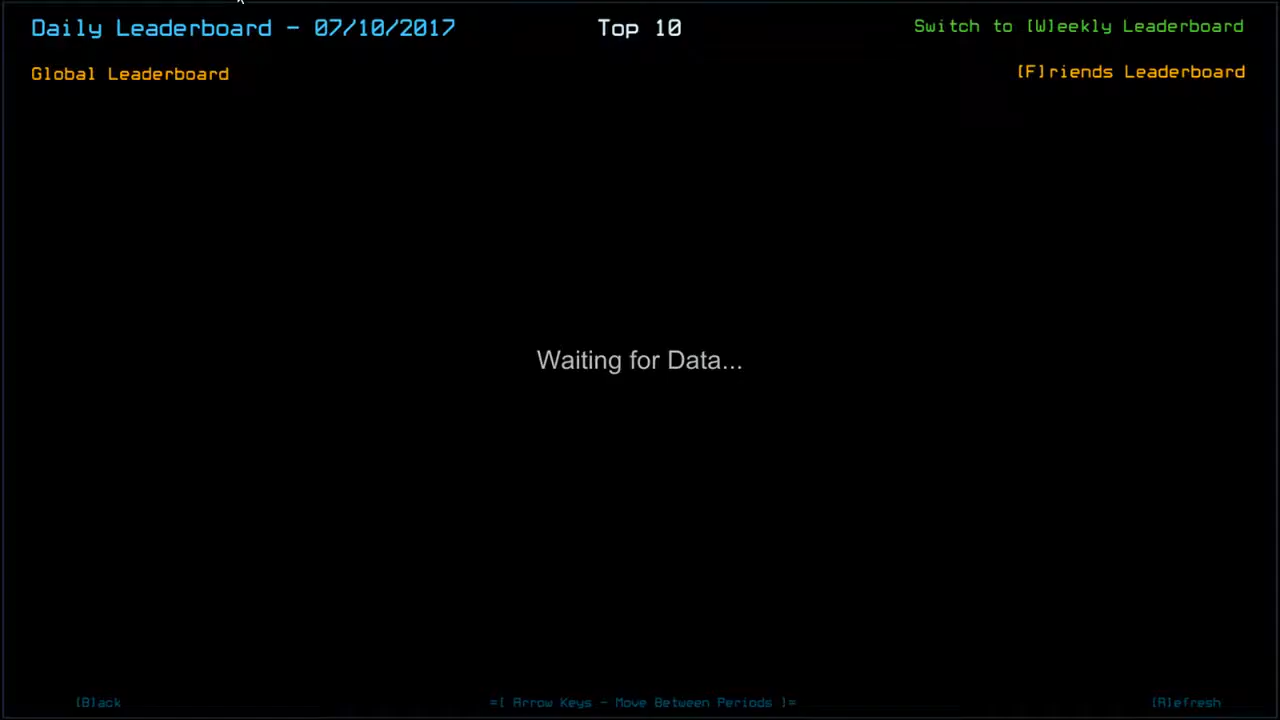 Daily Leaderboard - 07/10/2017
Top 10
Switch to [W]eekly Leaderboard
Global Leaderboard
[F]riends Leaderboard
Waiting for Data...
[B]ack
=[ Arrow Keys - Move Between Periods ]=
[R]efresh